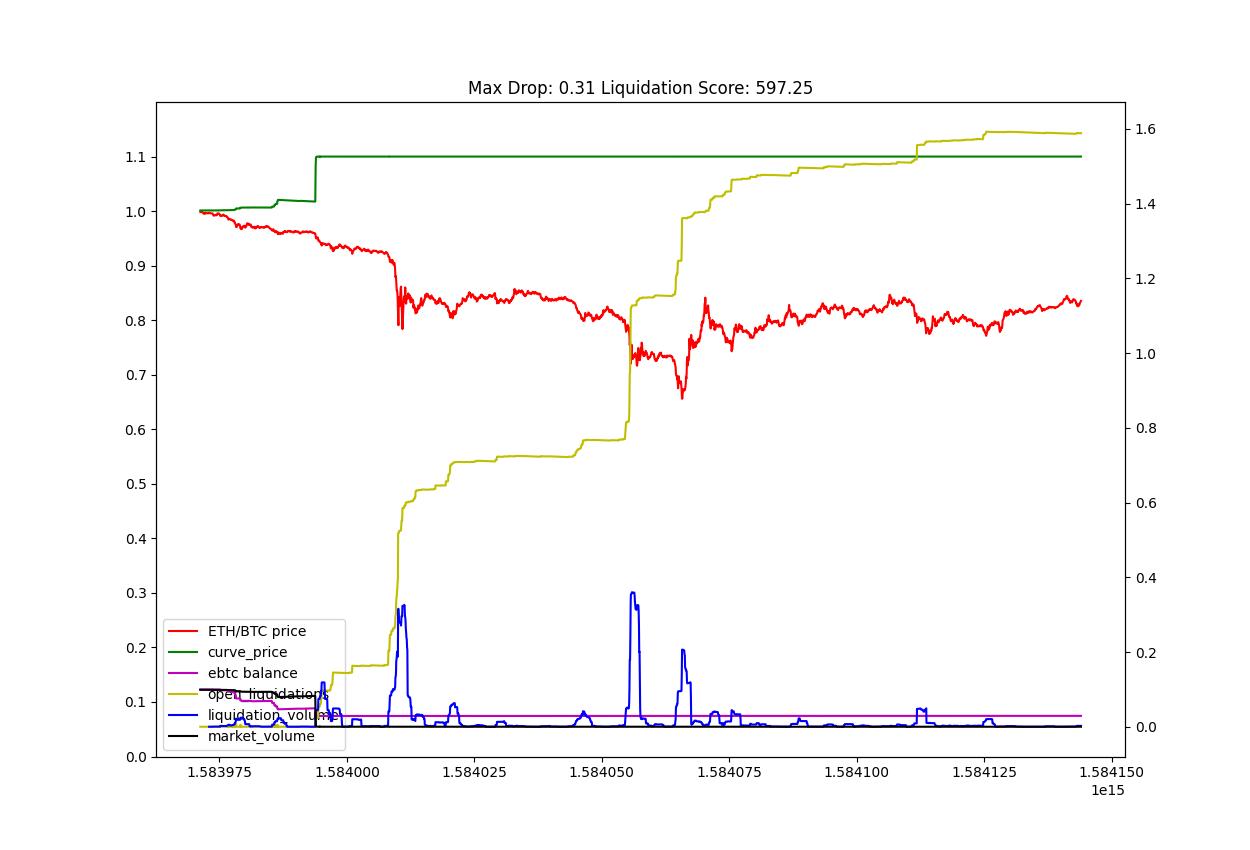 Max Drop: 0.31 Liquidation Score: 597.25
1.1
1.0
0.9
0.8
0.7
0.6
0.5
0.4
0.3
0.2
0.1
0.0
1.6
1.4
1.2
1.0
0.8
0.6
0.4
0.2
0.0
ETH/BTC price
curve_price
ebtc balance
open_liquidations
liquidation_volume
market_volume
1.583975 1.584000 1.584025 1.584050 1.584075 1.584100 1.584125 1.584150
1e15